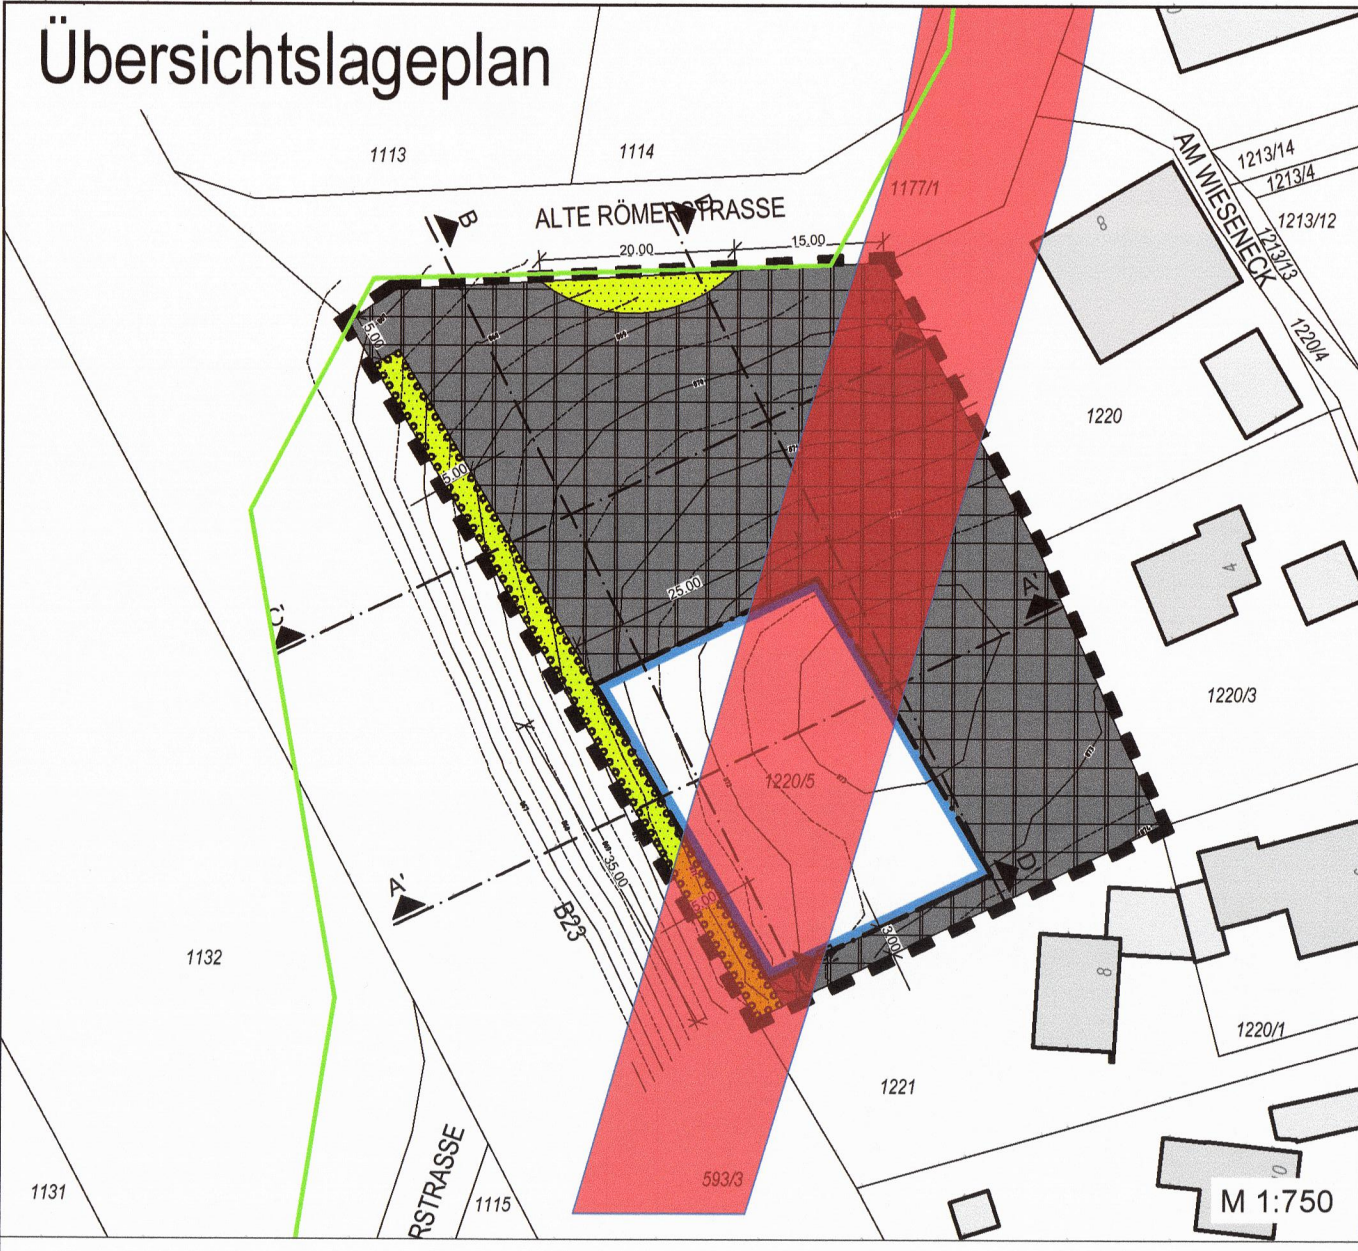 Übersichtslageplan
1113
1114
1177/1
AM WIESENECK
1213/14
1213/4
1213/12
1213/13
1220/4
ALTE RÖMERSTRASSE
B
20.00
15.00
8
5.00
1220
5.00
25.00
4
A'
C'
1220/3
1220/5
35.00
A'
B23
5.00
D
3.00
8
1132
1220/1
1221
RSTRASSE
593/3
1131
1115
M 1:750